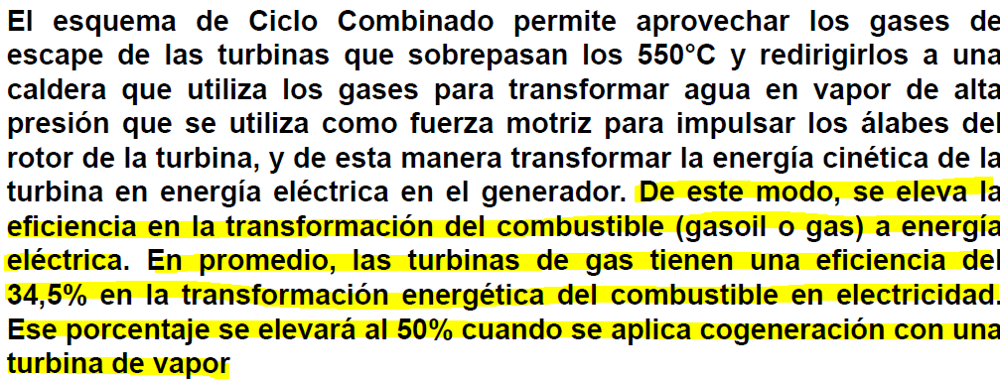 El esquema de Ciclo Combinado permite aprovechar los gases de
escape de las turbinas que sobrepasan los 550°C y redirigirlos a una
caldera que utiliza los gases para transformar agua en vapor de alta
presión que se utiliza como fuerza motriz para impulsar los álabes del
rotor de la turbina, y de esta manera transformar la energía cinética de la
turbina en energía eléctrica en el generador. De este modo, se eleva la
eficiencia en la transformación del combustible (gasoil o gas) a energía
eléctrica. En promedio, las turbinas de gas tienen una eficiencia del
34,5% en la transformación energética del combustible en electricidad.
Ese porcentaje se elevará al 50% cuando se aplica cogeneración con una
turbina de vapor